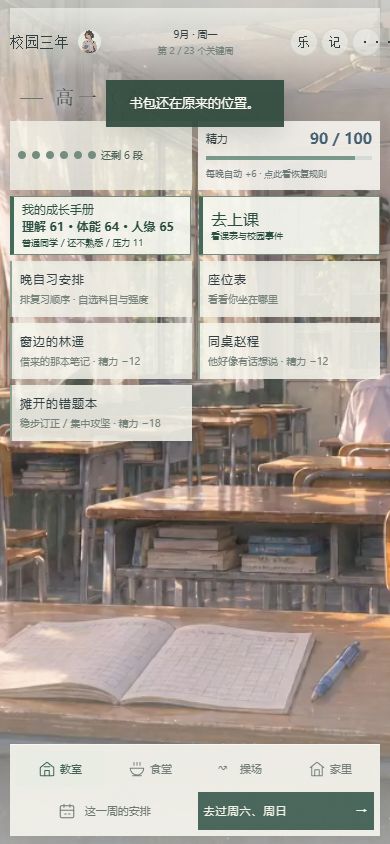 校园三年
9月 · 周一
第 2 / 23 个关键周
乐
记
···
一 高一
书包还在原来的位置。
还剩 6 段
精力
90 / 100
每晚自动 +6 · 点此看恢复规则
我的成长手册
理解 61 · 体能 64 · 人缘 65
普通同学 / 还不熟悉 / 压力 11
去上课
看课表与校园事件
晚自习安排
排复习顺序 · 自选科目与强度
座位表
看看你坐在哪里
窗边的林遥
借来的那本笔记 · 精力 −12
同桌赵程
他好像有话想说 · 精力 −12
摊开的错题本
稳步订正 / 集中攻坚 · 精力 −18
教室
食堂
操场
家里
这一周的安排
去过周六、周日 →